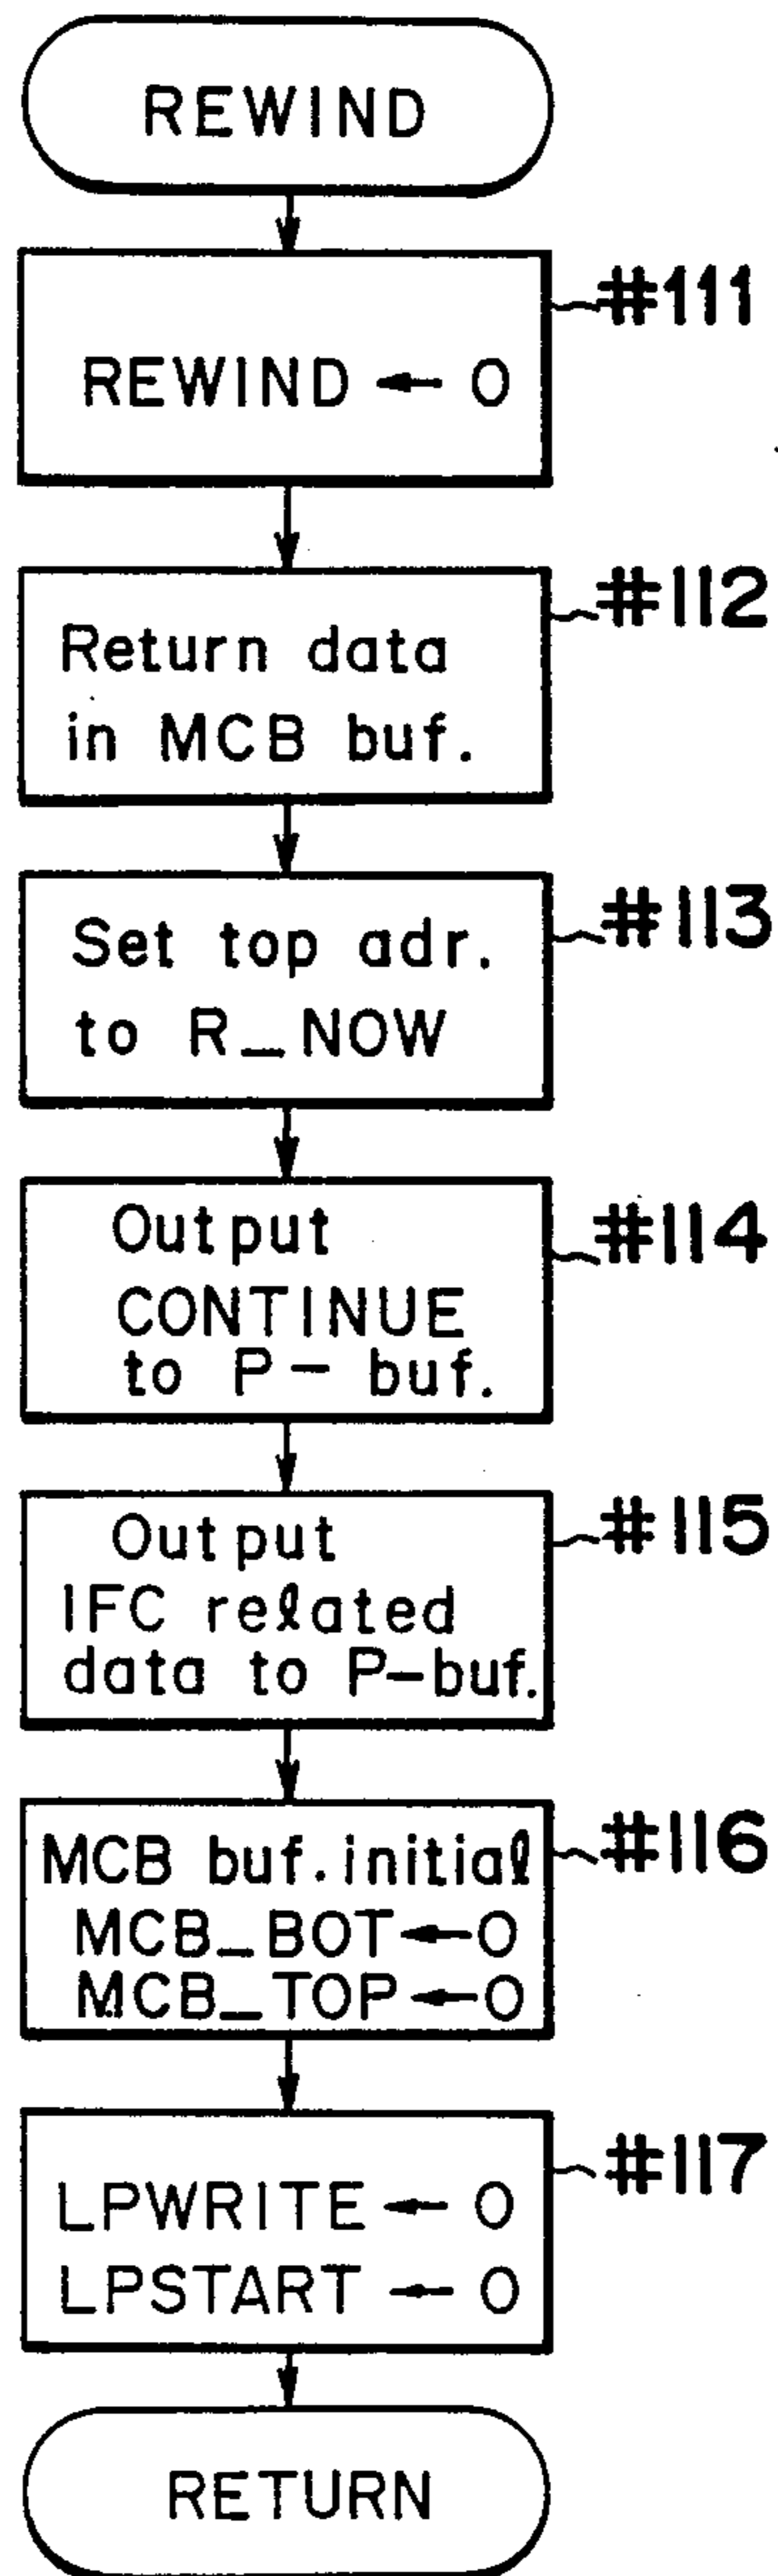 REWIND
#111
REWIND ← 0
#112
Return data
in MCB buf.
#113
Set top adr.
to R_NOW
#114
Output
CONTINUE
to P- buf.
#115
Output
IFC related
data to P-buf.
#116
MCB buf. initial
MCB_BOT ← 0
MCB_TOP ← 0
#117
LPWRITE ← 0
LPSTART ← 0
RETURN